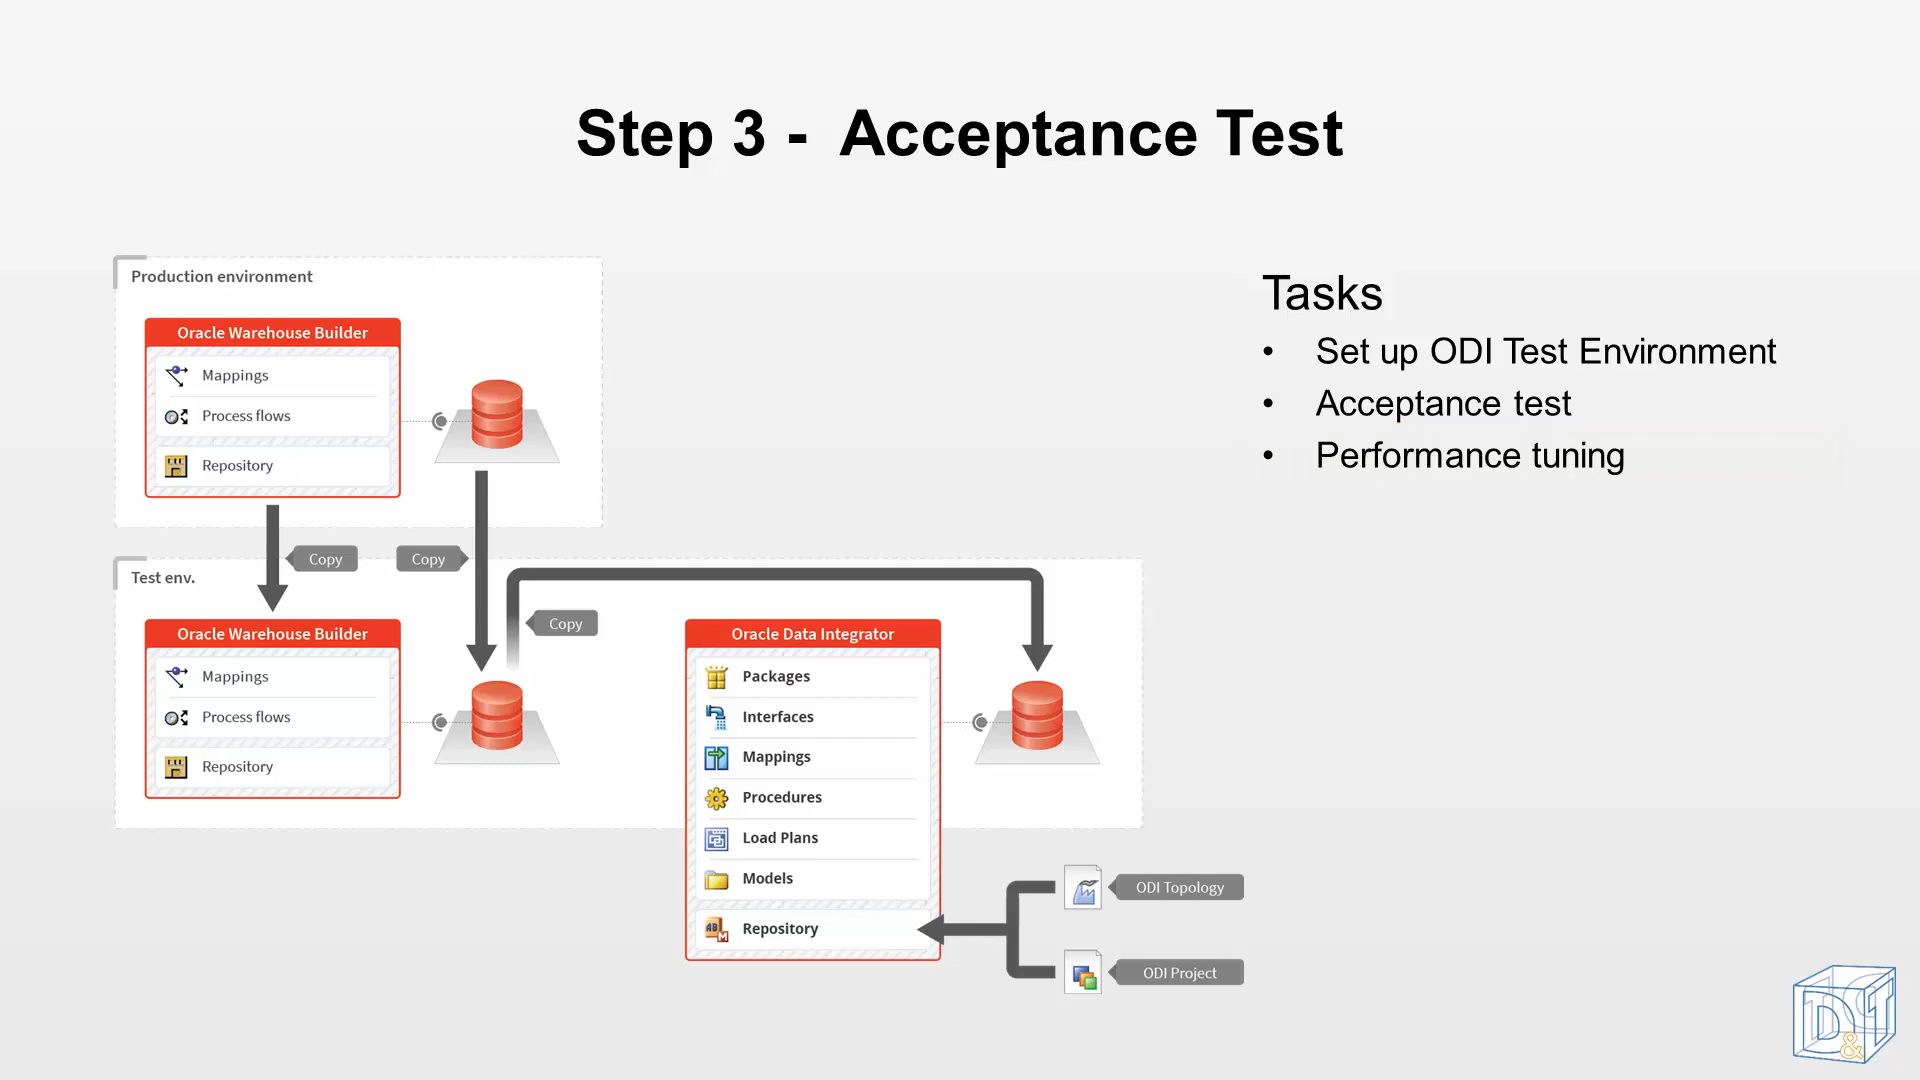 Step 3 - Acceptance Test
Production environment
Oracle Warehouse Builder
Mappings
Process flows
Repository
Copy
Copy
Test env.
Oracle Warehouse Builder
Mappings
Process flows
Repository
Copy
Oracle Data Integrator
Packages
Interfaces
Mappings
Procedures
Load Plans
Models
Repository
ODI Topology
ODI Project
Tasks
• Set up ODI Test Environment
• Acceptance test
• Performance tuning
D&T